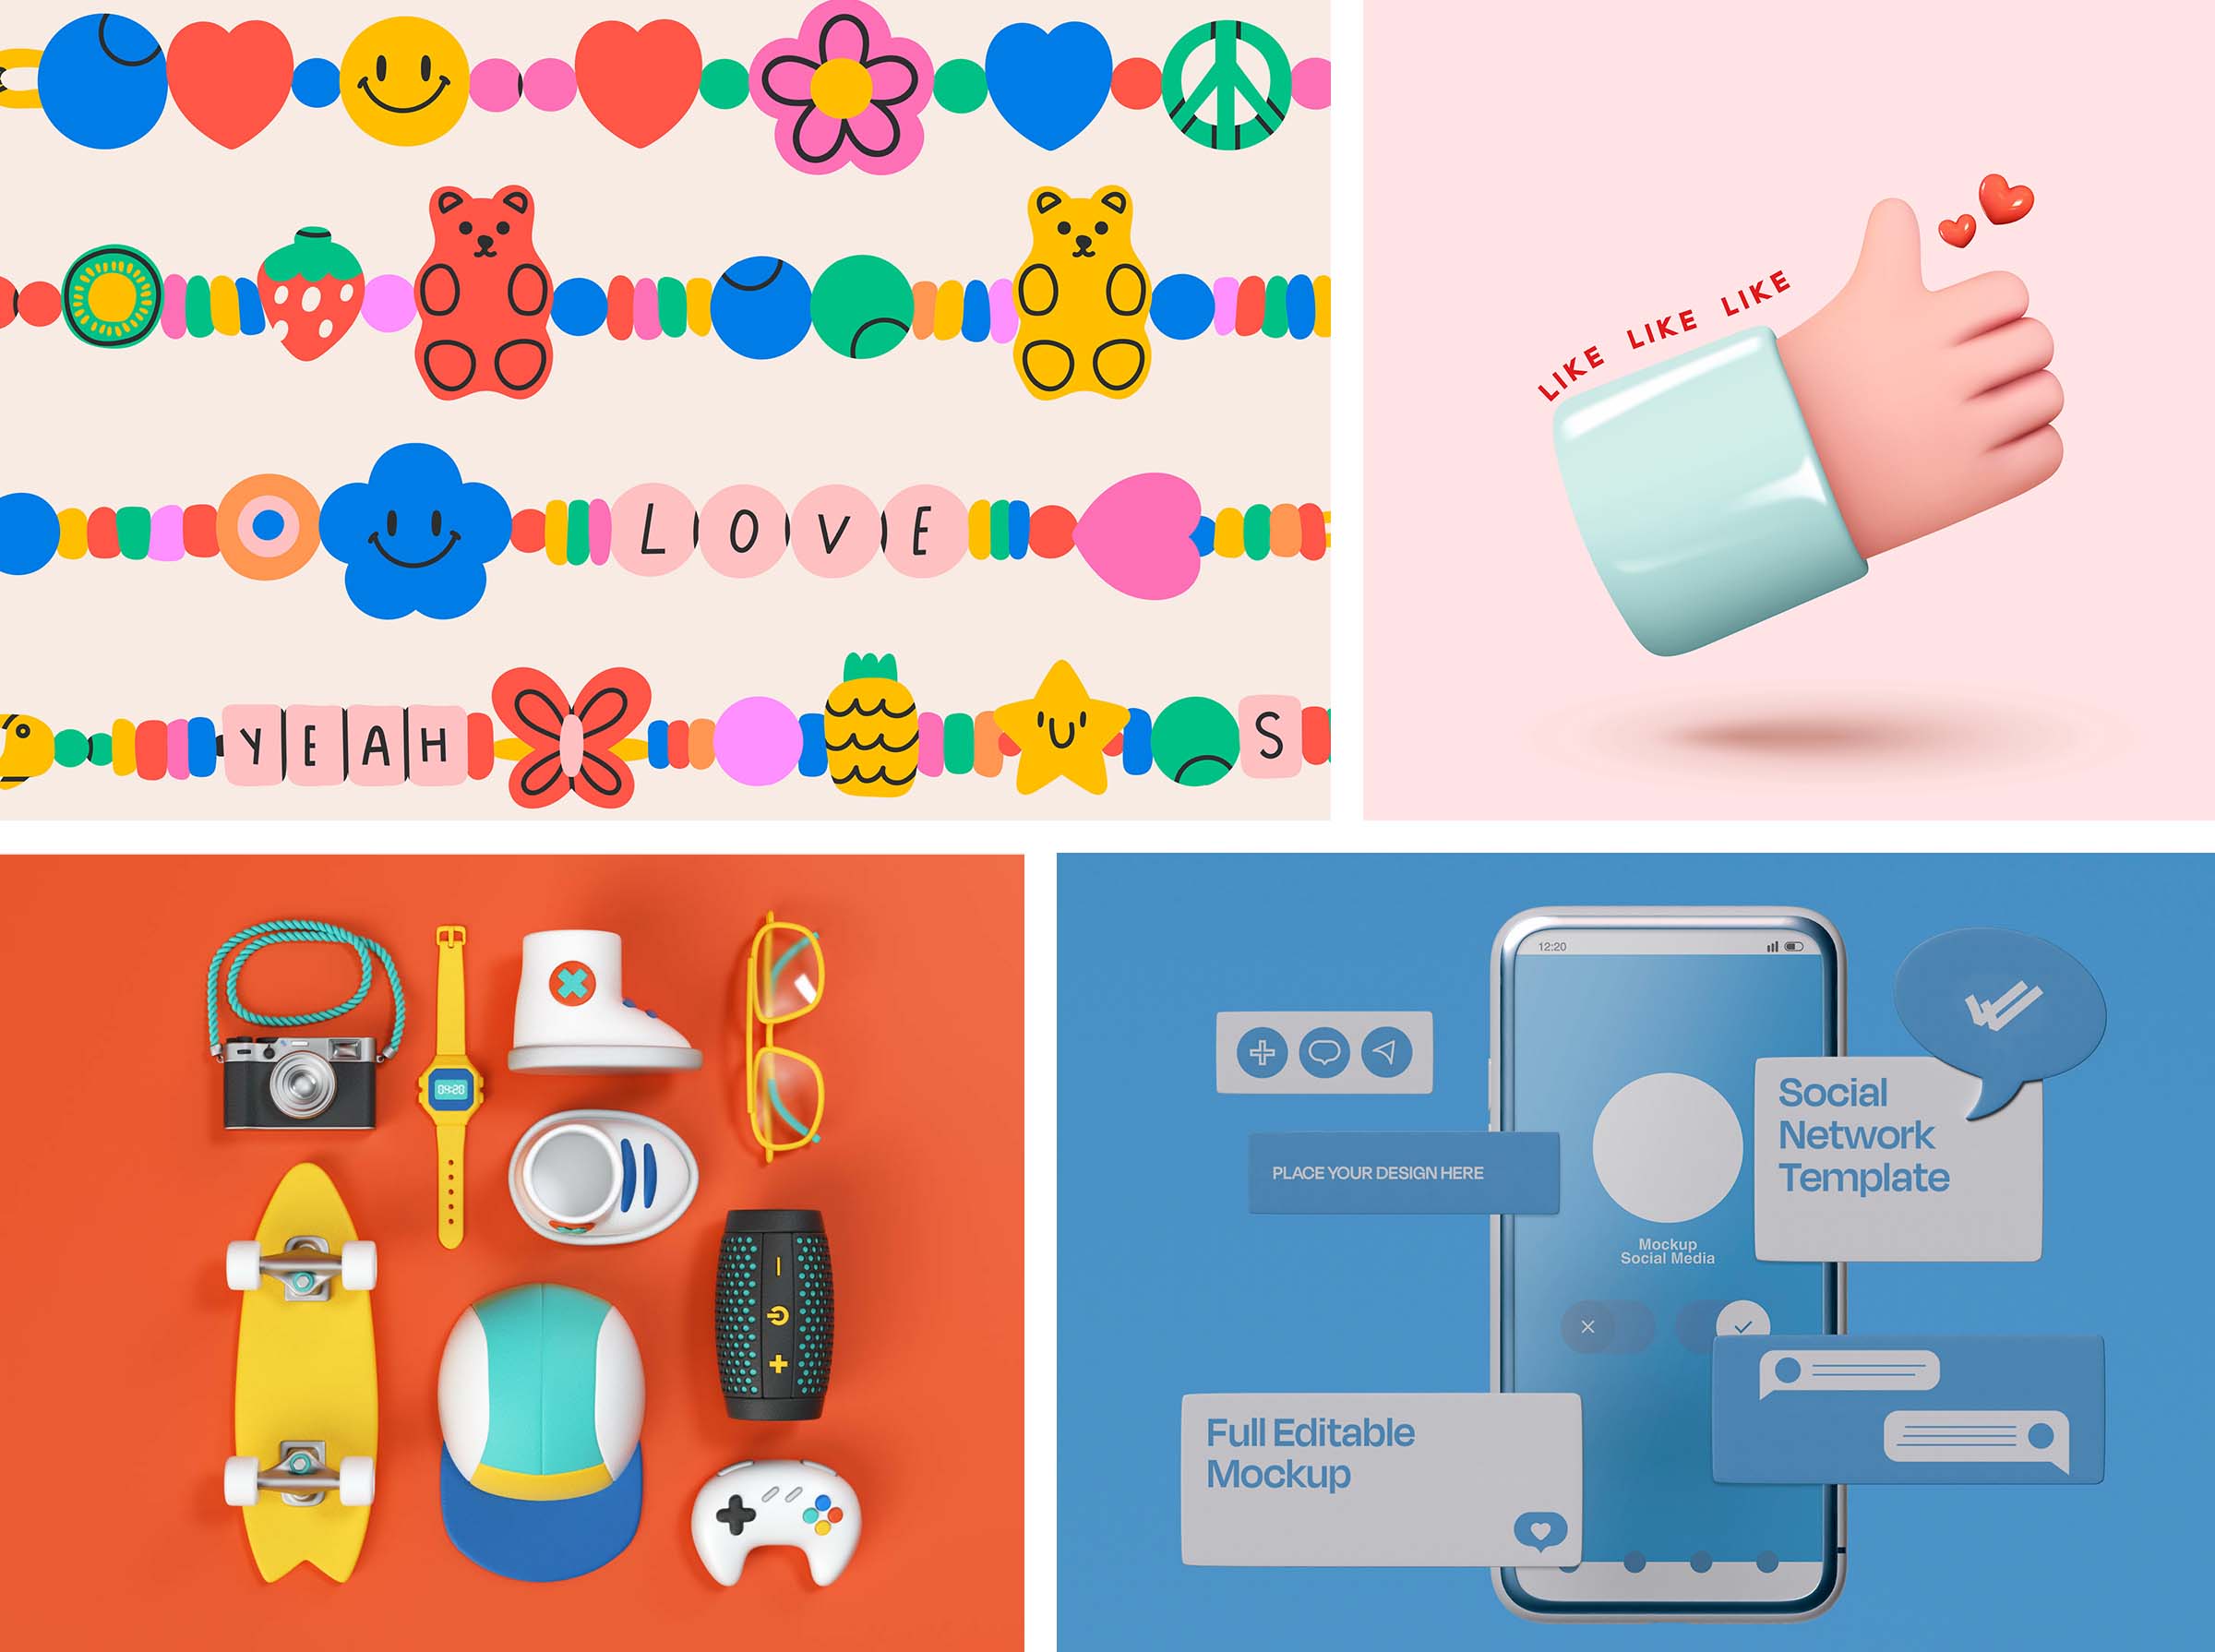 LOVE
YEAH
S
LIKE LIKE LIKE
04:20
12:20
Social
Network
Template
PLACE YOUR DESIGN HERE
Mockup
Social Media
Full Editable
Mockup